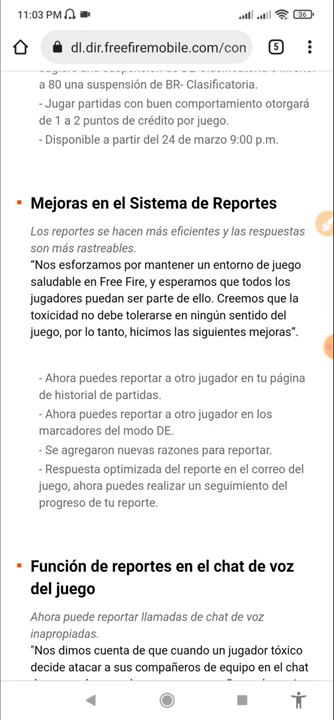 11:03 PM
36
dl.dir.freefiremobile.com/con
5
a 80 una suspensión de BR- Clasificatoria.
- Jugar partidas con buen comportamiento otorgará
de 1 a 2 puntos de crédito por juego.
- Disponible a partir del 24 de marzo 9:00 p.m.
Mejoras en el Sistema de Reportes
Los reportes se hacen más eficientes y las respuestas
son más rastreables.
“Nos esforzamos por mantener un entorno de juego
saludable en Free Fire, y esperamos que todos los
jugadores puedan ser parte de ello. Creemos que la
toxicidad no debe tolerarse en ningún sentido del
juego, por lo tanto, hicimos las siguientes mejoras”.
- Ahora puedes reportar a otro jugador en tu página
de historial de partidas.
- Ahora puedes reportar a otro jugador en los
marcadores del modo DE.
- Se agregaron nuevas razones para reportar.
- Respuesta optimizada del reporte en el correo del
juego, ahora puedes realizar un seguimiento del
progreso de tu reporte.
Función de reportes en el chat de voz
del juego
Ahora puede reportar llamadas de chat de voz
inapropiadas.
"Nos dimos cuenta de que cuando un jugador tóxico
decide atacar a sus compañeros de equipo en el chat